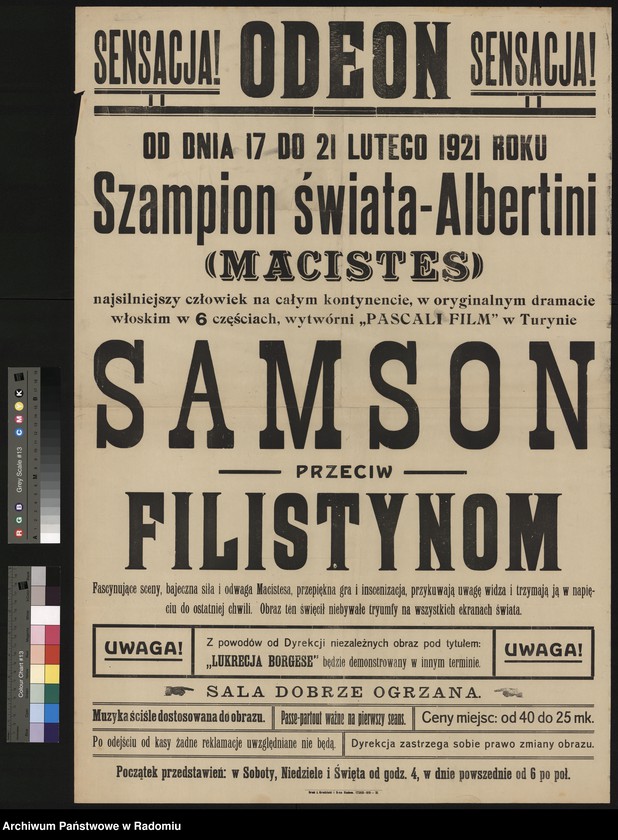 SENSACJA! ODEON SENSACJA!
OD DNIA 17 DO 21 LUTEGO 1921 ROKU
Szampion świata-Albertini
(MACISTES)
najsilniejszy człowiek na całym kontynencie, w oryginalnym dramacie
włoskim w 6 częściach, wytwórni „PASCALI FILM” w Turynie
SAMSON
PRZECIW
FILISTYNOM
Fascynujące sceny, bajeczna siła i odwaga Macistesa, przepiękna gra i inscenizacja, przykuwają uwagę widza i trzymają ją w napię-
ciu do ostatniej chwili. Obraz ten święcił niebywałe tryumfy na wszystkich ekranach świata.
UWAGA!
Z powodów od Dyrekcji niezależnych obraz pod tytułem:
„LUKRECJA BORGESE” będzie demonstrowany w innym terminie.
UWAGA!
SALA DOBRZE OGRZANA.
Muzyka ściśle dostosowana do obrazu. Passe-partout ważne na pierwszy seans. Ceny miejsc: od 40 do 25 mk.
Po odejściu od kasy żadne reklamacje uwzględniane nie będą. Dyrekcja zastrzega sobie prawo zmiany obrazu.
Początek przedstawień: w Soboty, Niedziele i Święta od godz. 4, w dnie powszednie od 6 po poł.
R G B C M Y K
Grey Scale #13
Colour Chart #13
Archiwum Państwowe w Radomiu